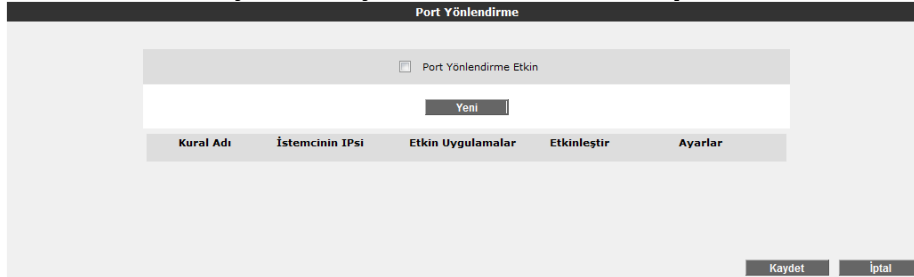 Port Yönlendirme
Port Yönlendirme Etkin
Yeni
Kural Adı İstemcinin IPsi Etkin Uygulamalar Etkinleştir Ayarlar
Kaydet İptal